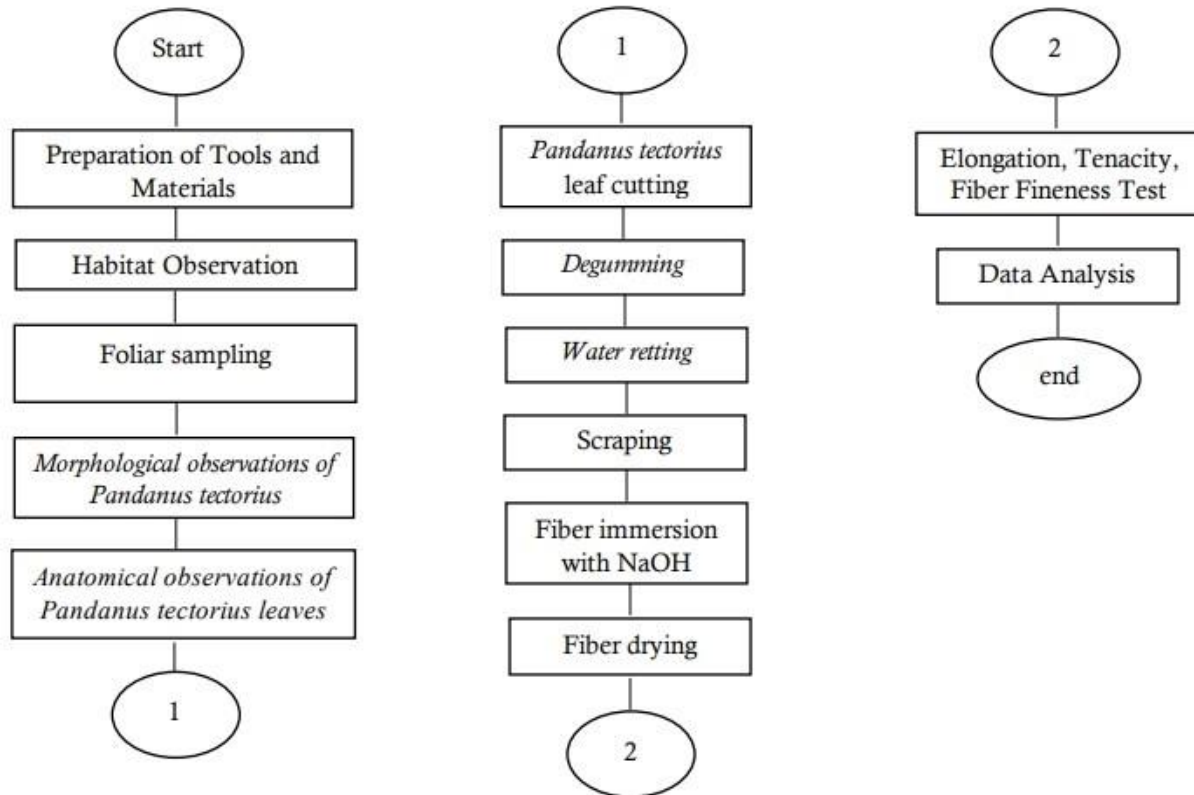 Start
Preparation of Tools and
Materials
Habitat Observation
Foliar sampling
Morphological observations of
Pandanus tectorius
Anatomical observations of
Pandanus tectorius leaves
1
1
Pandanus tectorius
leaf cutting
Degumming
Water retting
Scraping
Fiber immersion
with NaOH
Fiber drying
2
2
Elongation, Tenacity,
Fiber Fineness Test
Data Analysis
end